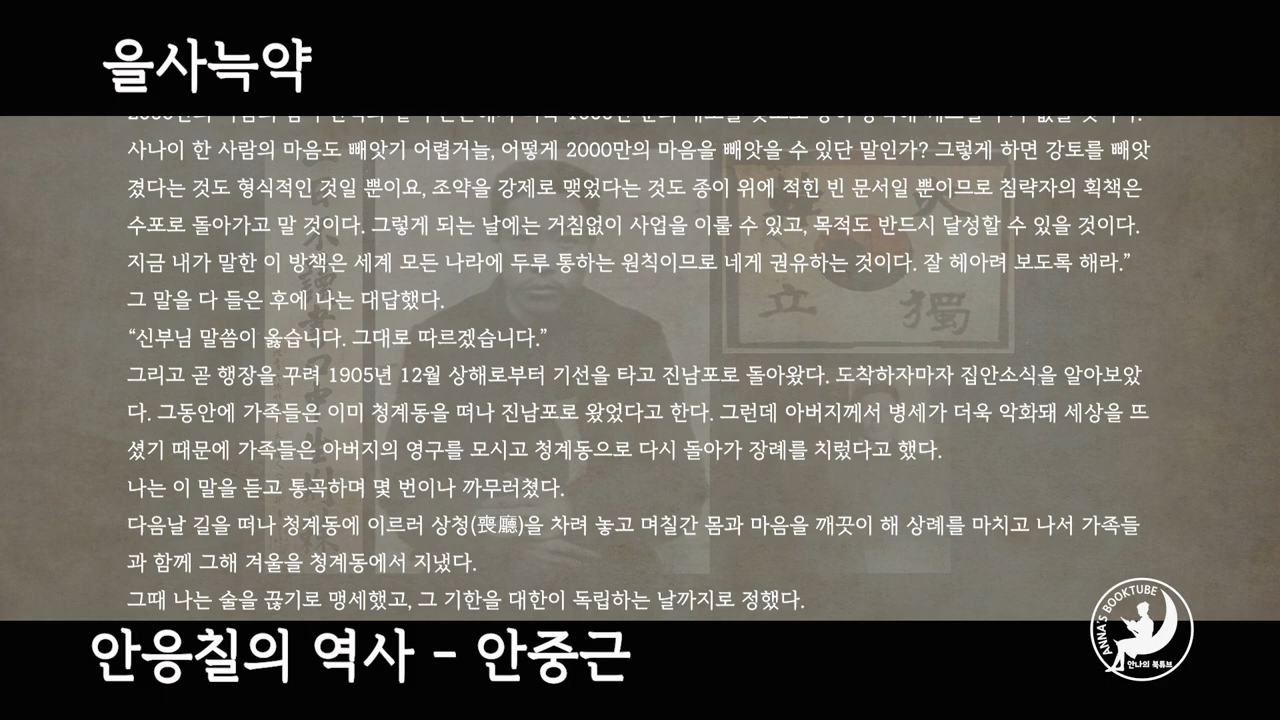 을사늑약
사나이 한 사람의 마음도 빼앗기 어렵거늘, 어떻게 2000만의 마음을 빼앗을 수 있단 말인가? 그렇게 하면 강토를 빼앗
겼다는 것도 형식적인 것일 뿐이요, 조약을 강제로 맺었다는 것도 종이 위에 적힌 빈 문서일 뿐이므로 침략자의 획책은
수포로 돌아가고 말 것이다. 그렇게 되는 날에는 거침없이 사업을 이룰 수 있고, 목적도 반드시 달성할 수 있을 것이다.
지금 내가 말한 이 방책은 세계 모든 나라에 두루 통하는 원칙이므로 네게 권유하는 것이다. 잘 헤아려 보도록 해라.”
그 말을 다 들은 후에 나는 대답했다.
“신부님 말씀이 옳습니다. 그대로 따르겠습니다.”
그리고 곧 행장을 꾸려 1905년 12월 상해로부터 기선을 타고 진남포로 돌아왔다. 도착하자마자 집안소식을 알아보았
다. 그동안에 가족들은 이미 청계동을 떠나 진남포로 왔었다고 한다. 그런데 아버지께서 병세가 더욱 악화돼 세상을 뜨
셨기 때문에 가족들은 아버지의 영구를 모시고 청계동으로 다시 돌아가 장례를 치렀다고 했다.
나는 이 말을 듣고 통곡하며 몇 번이나 까무러쳤다.
다음날 길을 떠나 청계동에 이르러 상청(喪廳)을 차려 놓고 며칠간 몸과 마음을 깨끗이 해 상례를 마치고 나서 가족들
과 함께 그해 겨울을 청계동에서 지냈다.
그때 나는 술을 끊기로 맹세했고, 그 기한을 대한이 독립하는 날까지로 정했다.
立 獨
안응칠의 역사 - 안중근
ANNA'S BOOKTUBE
안나의 북튜브